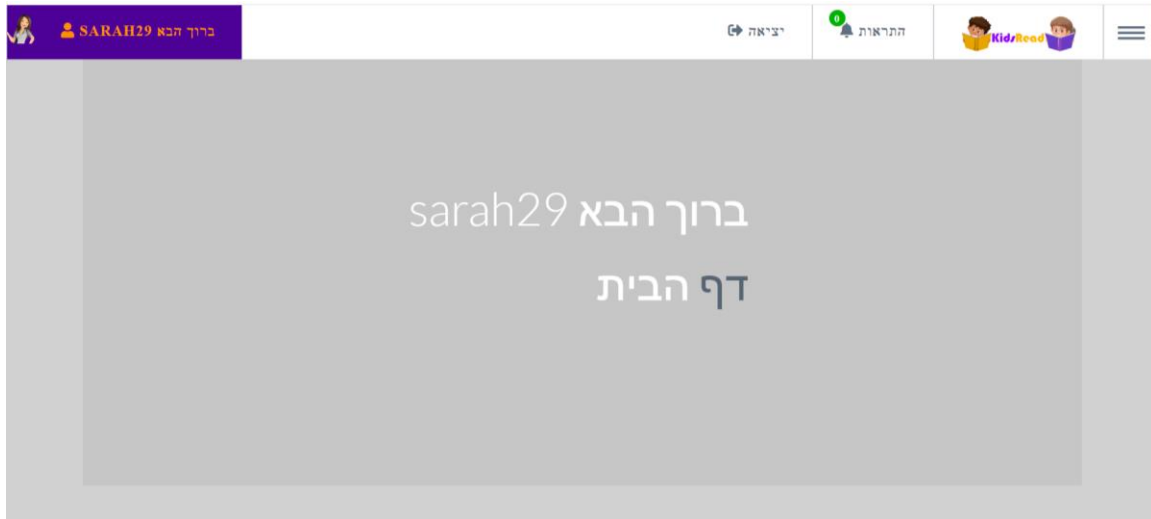 KidsRead
התראות 0
יציאה
ברוך הבא SARAH29
ברוך הבא sarah29
דף הבית